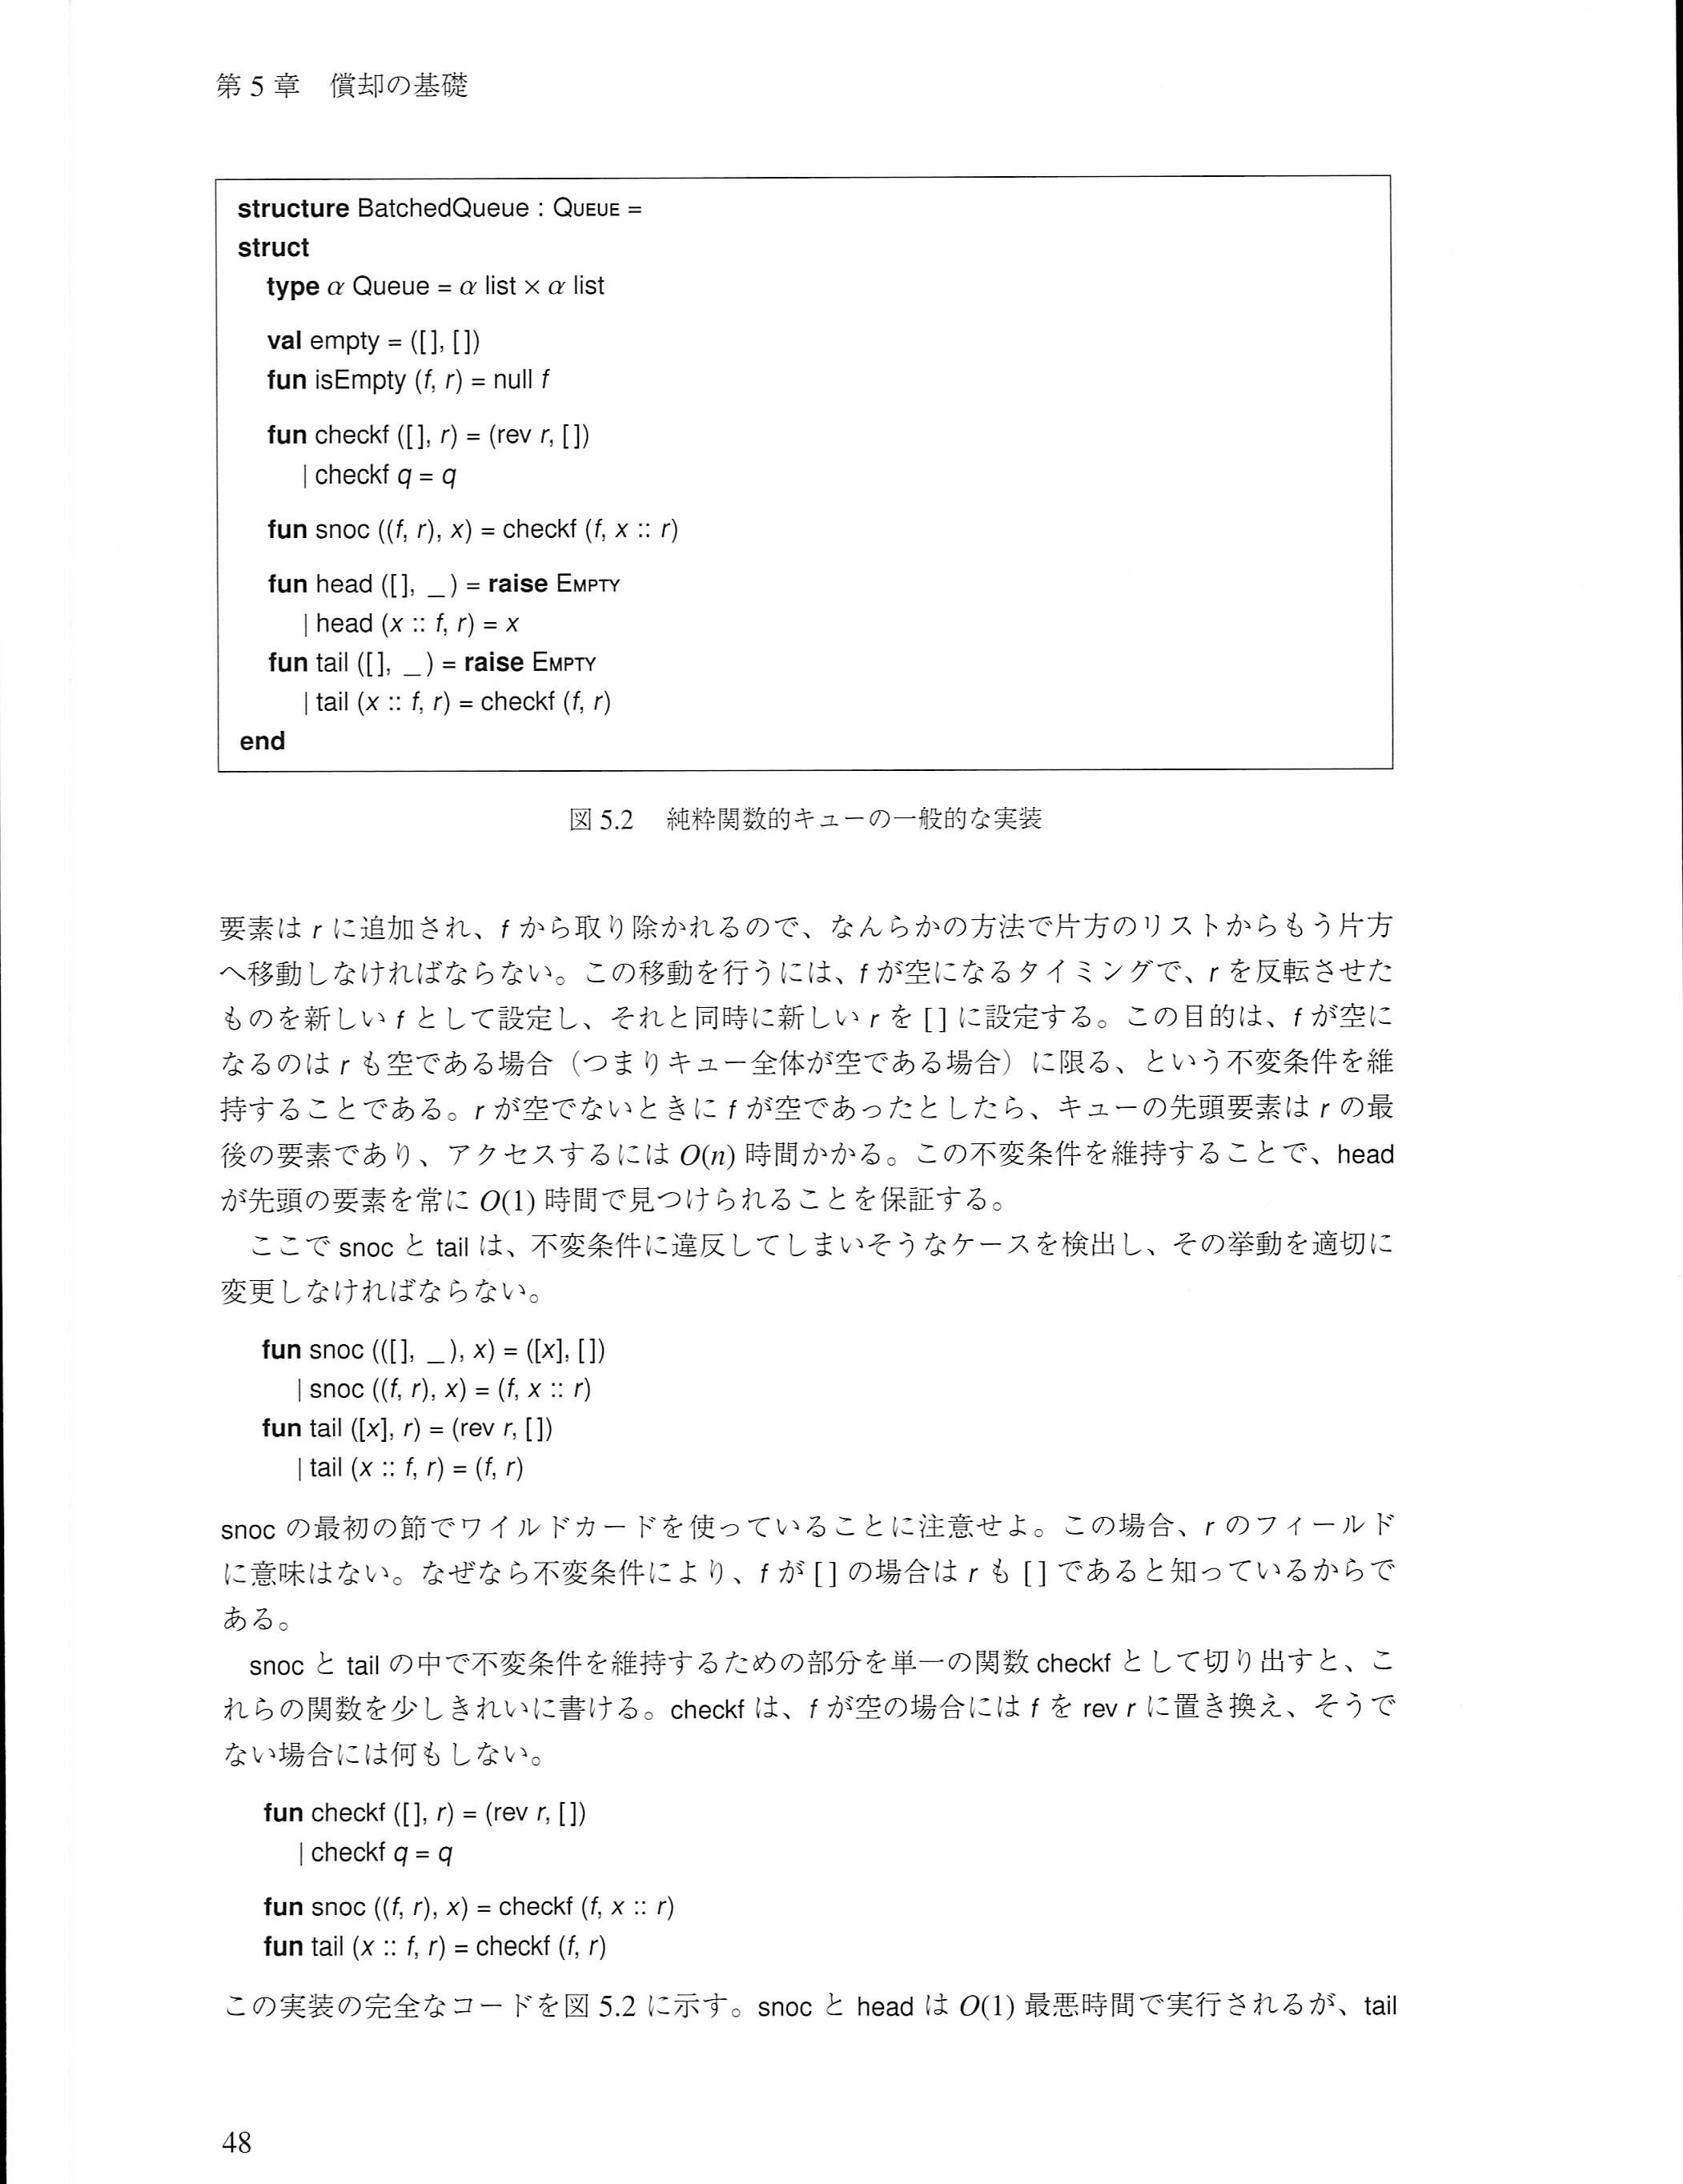 第 5 章　償却の基礎
structure BatchedQueue : QUEUE =
struct
type α Queue = α list × α list
val empty = ([], [])
fun isEmpty (f, r) = null f
fun checkf ([], r) = (rev r, [])
| checkf q = q
fun snoc ((f, r), x) = checkf (f, x :: r)
fun head ([], _ ) = raise EMPTY
| head (x :: f, r) = x
fun tail ([], _ ) = raise EMPTY
| tail (x :: f, r) = checkf (f, r)
end
図 5.2　純粋関数的キューの一般的な実装
要素は r に追加され、f から取り除かれるので、なんらかの方法で片方のリストからもう片方
へ移動しなければならない。この移動を行うには、f が空になるタイミングで、r を反転させた
ものを新しい f として設定し、それと同時に新しい r を [] に設定する。この目的は、f が空に
なるのは r も空である場合（つまりキュー全体が空である場合）に限る、という不変条件を維
持することである。r が空でないときに f が空であったとしたら、キューの先頭要素は r の最
後の要素であり、アクセスするには O(n) 時間かかる。この不変条件を維持することで、head
が先頭の要素を常に O(1) 時間で見つけられることを保証する。
ここで snoc と tail は、不変条件に違反してしまいそうなケースを検出し、その挙動を適切に
変更しなければならない。
fun snoc (([], _ ), x) = ([x], [])
| snoc ((f, r), x) = (f, x :: r)
fun tail ([x], r) = (rev r, [])
| tail (x :: f, r) = (f, r)
snoc の最初の節でワイルドカードを使っていることに注意せよ。この場合、r のフィールド
に意味はない。なぜなら不変条件により、f が [] の場合は r も [] であると知っているからで
ある。
snoc と tail の中で不変条件を維持するための部分を単一の関数 checkf として切り出すと、こ
れらの関数を少しきれいに書ける。checkf は、f が空の場合には f を rev r に置き換え、そうで
ない場合には何もしない。
fun checkf ([], r) = (rev r, [])
| checkf q = q
fun snoc ((f, r), x) = checkf (f, x :: r)
fun tail (x :: f, r) = checkf (f, r)
この実装の完全なコードを図 5.2 に示す。snoc と head は O(1) 最悪時間で実行されるが、tail
48